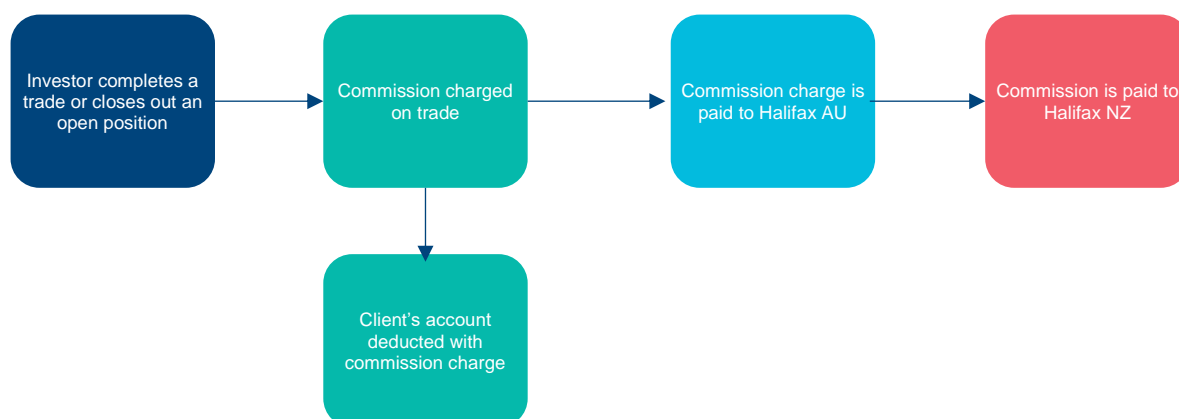 Investor completes a
trade or closes out an
open position
Commission charged
on trade
Commission charge is
paid to Halifax AU
Commission is paid to
Halifax NZ
Client’s account
deducted with
commission charge